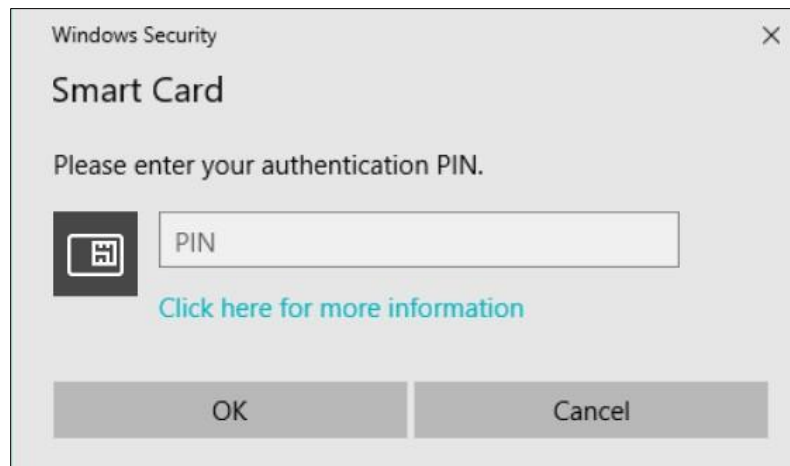 Windows Security
Smart Card
Please enter your authentication PIN.
PIN
Click here for more information
OK Cancel